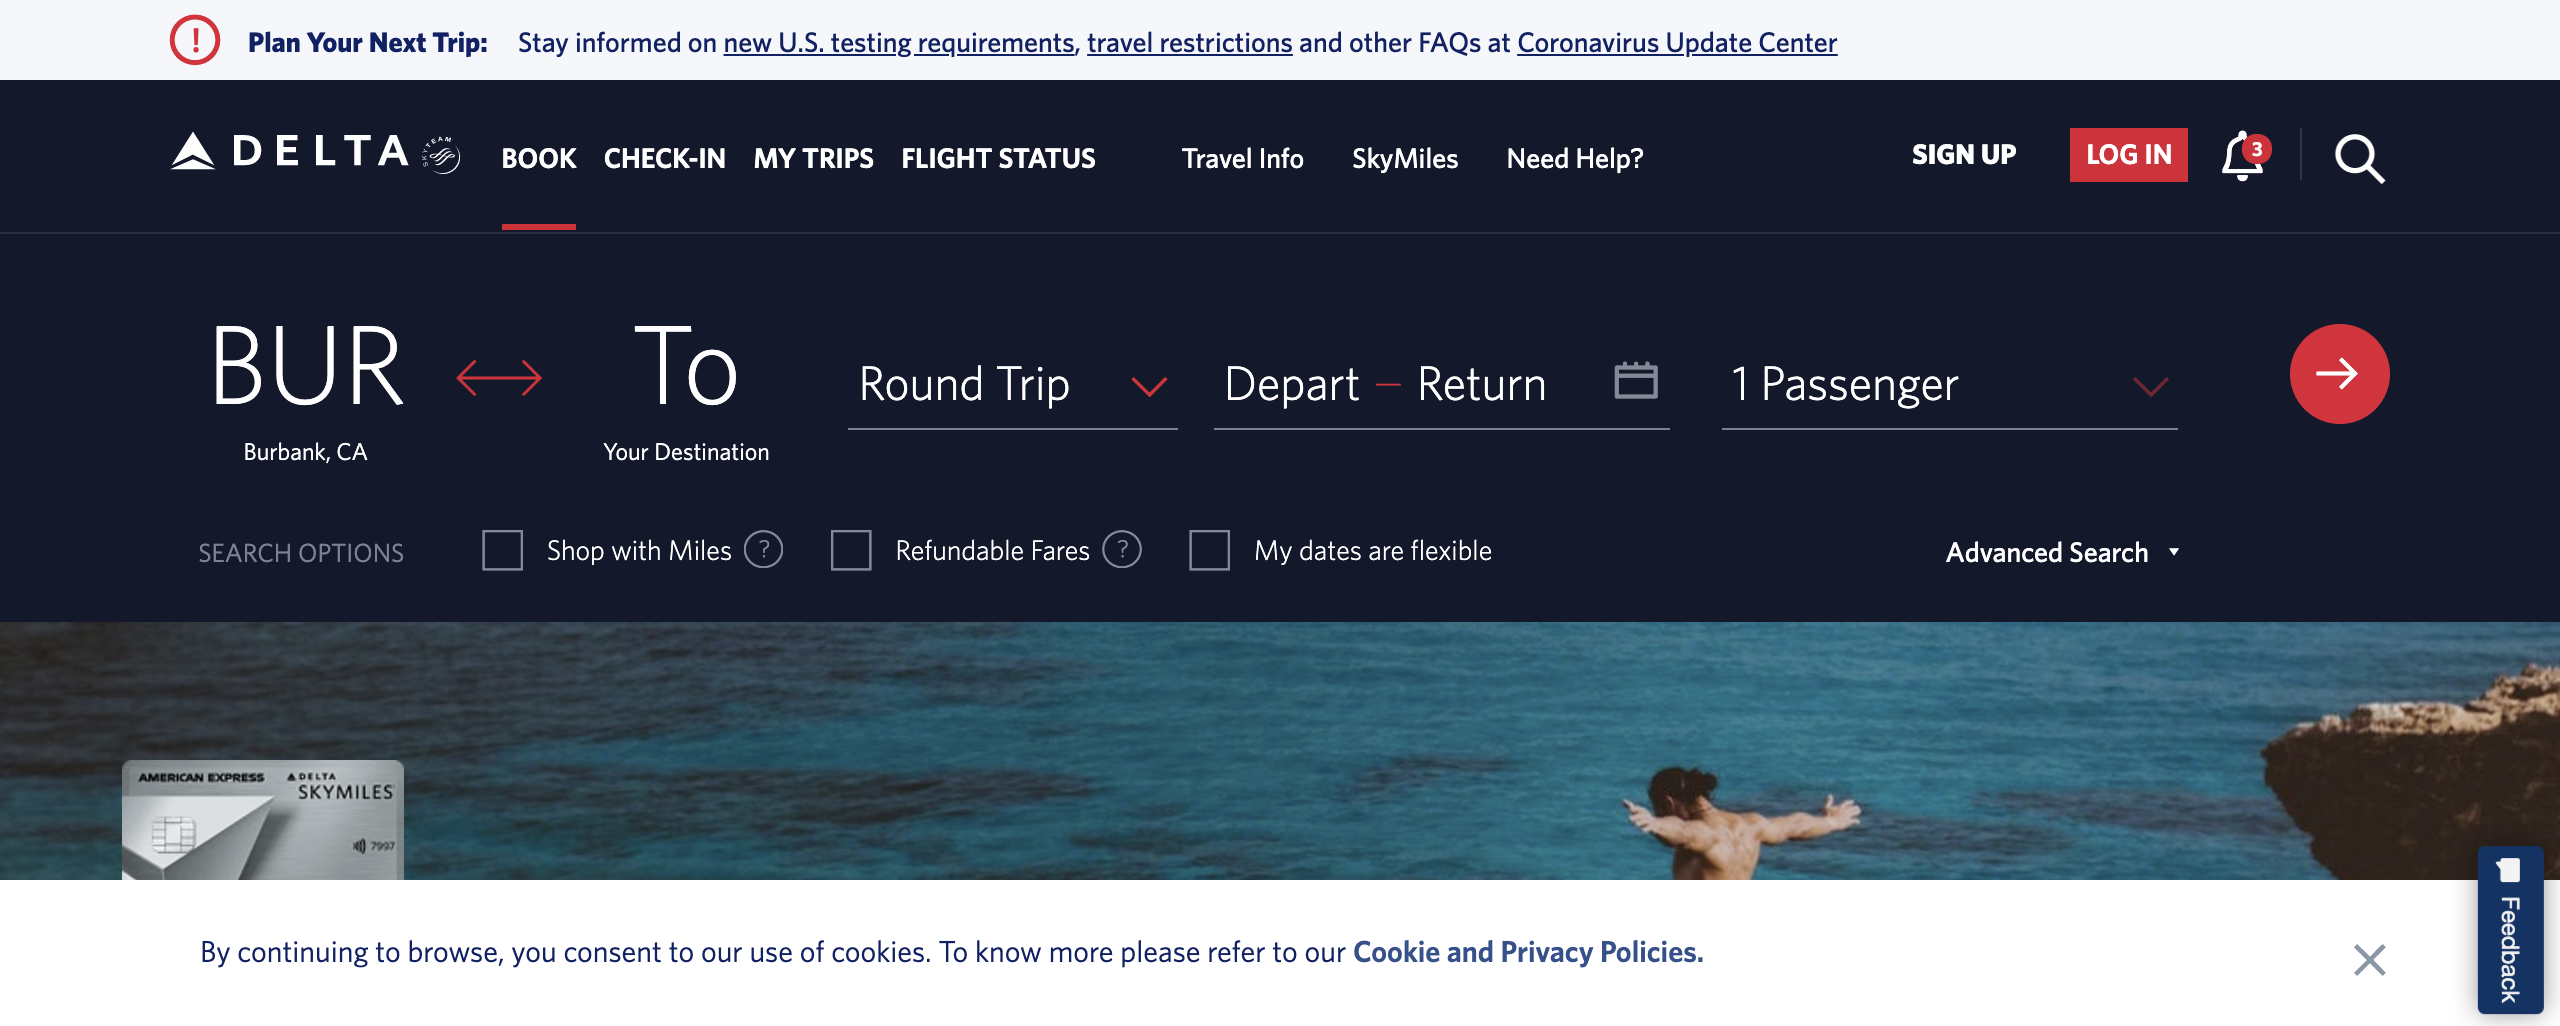 Plan Your Next Trip: Stay informed on new U.S. testing requirements, travel restrictions and other FAQs at Coronavirus Update Center
DELTA SKYTEAM BOOK CHECK-IN MY TRIPS FLIGHT STATUS Travel Info SkyMiles Need Help? SIGN UP LOG IN 3
BUR To Round Trip Depart – Return 1 Passenger
Burbank, CA Your Destination
SEARCH OPTIONS Shop with Miles ? Refundable Fares ? My dates are flexible Advanced Search
AMERICAN EXPRESS DELTA
SKYMILES
7997
By continuing to browse, you consent to our use of cookies. To know more please refer to our Cookie and Privacy Policies.
Feedback